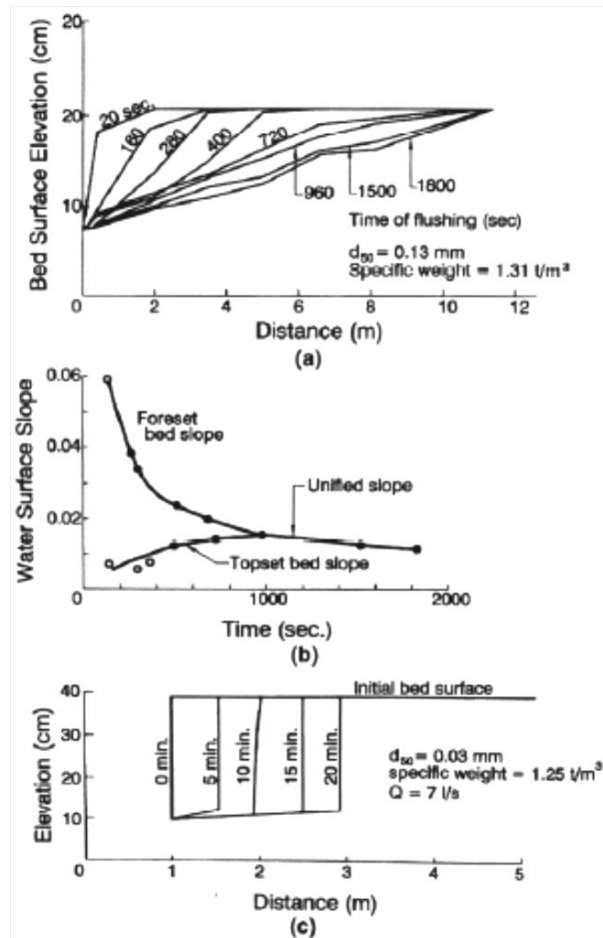 20
Bed Surface Elevation (cm)
20
10
0
20 sec.
160
260
400
720
960
1500
1800
Time of flushing (sec)
d50 = 0.13 mm
Specific weight = 1.31 t/m³
0 2 4 6 8 10 12
Distance (m)
(a)
0.06
0.04
0.02
0
Water Surface Slope
Foreset
bed slope
Unified slope
Topset bed slope
1000 2000
Time (sec.)
(b)
40
30
20
10
0
Elevation (cm)
Initial bed surface
0 min.
5 min.
10 min.
15 min.
20 min.
d50 = 0.03 mm
specific weight = 1.25 t/m³
Q = 7 l/s
0 1 2 3 4 5
Distance (m)
(c)